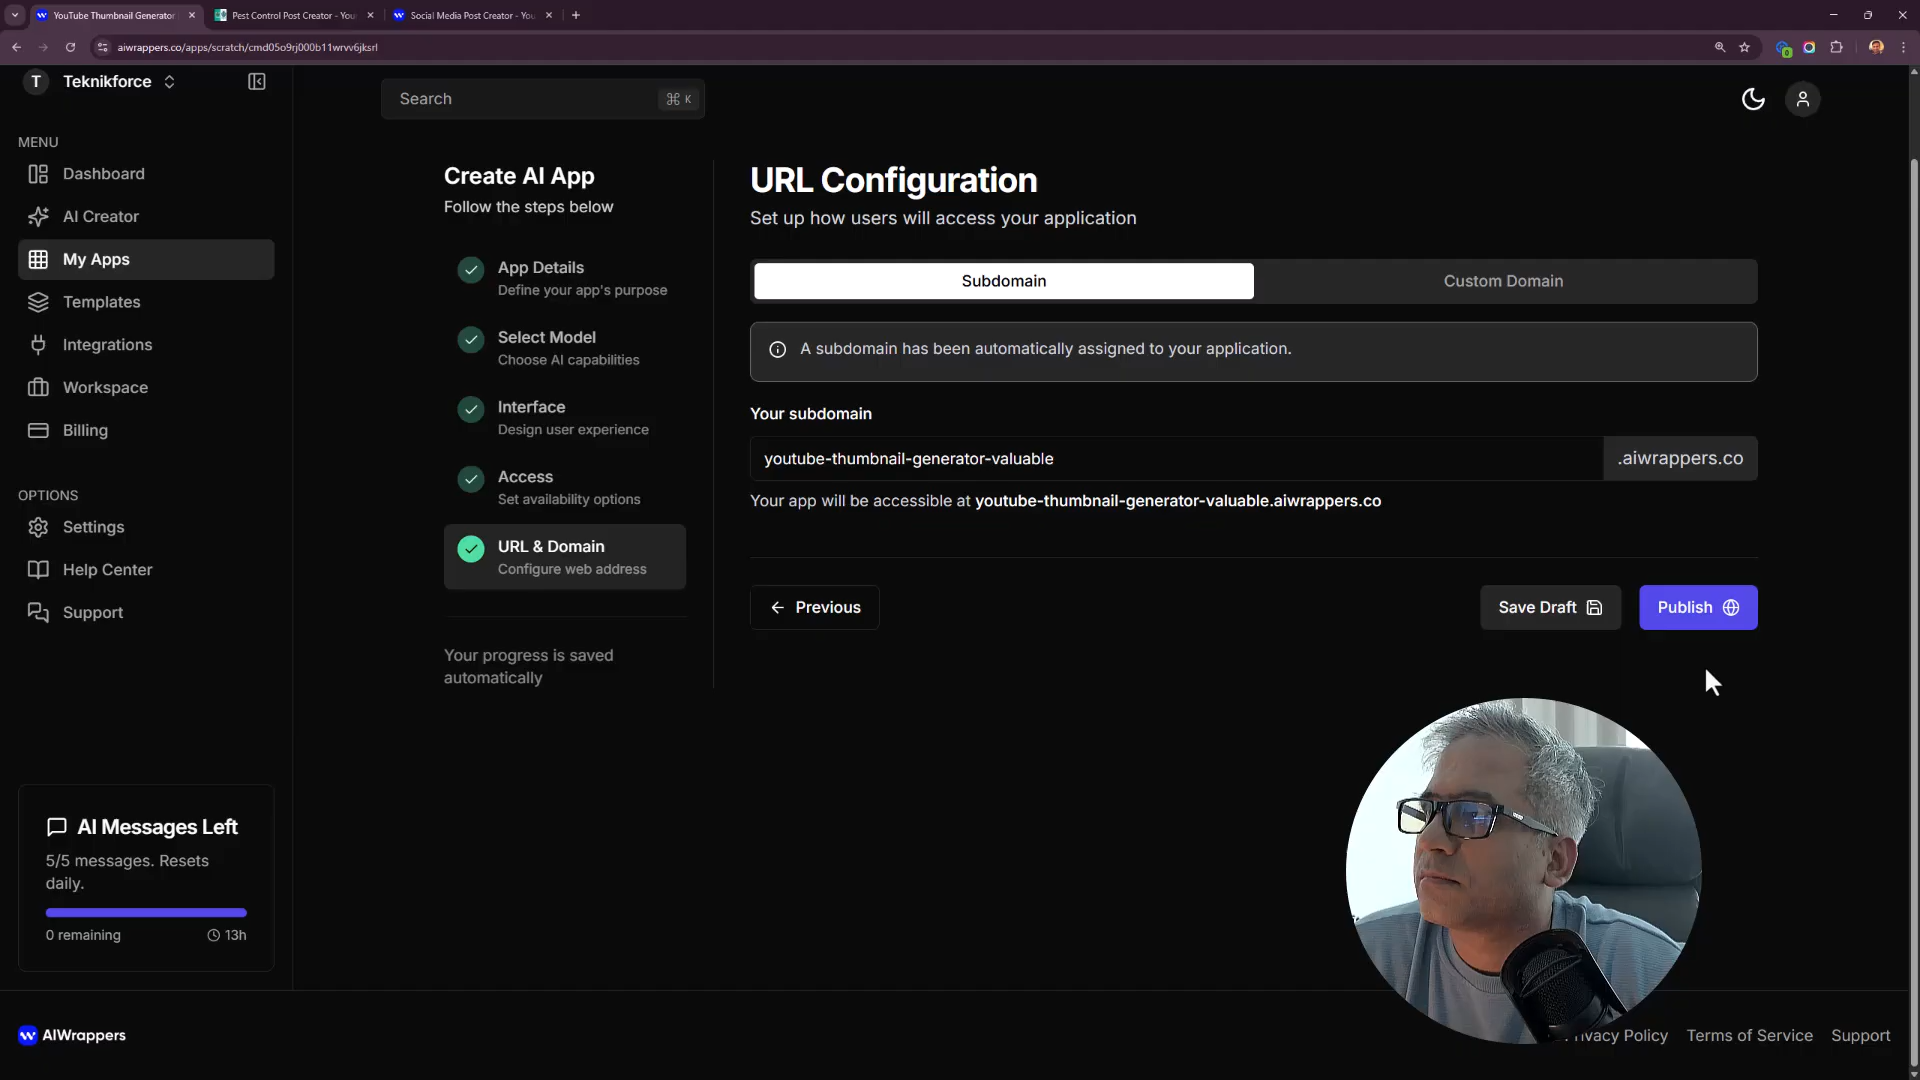 YouTube Thumbnail Generator
Pest Control Post Creator - You
Social Media Post Creator - You
aiwrappers.co/apps/scratch/cmd05o9rj000b11wrvv6jksrl
T Teknikforce
Search ⌘ K
MENU
Dashboard
AI Creator
My Apps
Templates
Integrations
Workspace
Billing
OPTIONS
Settings
Help Center
Support
AI Messages Left
5/5 messages. Resets
daily.
0 remaining 13h
Create AI App
Follow the steps below
App Details
Define your app's purpose
Select Model
Choose AI capabilities
Interface
Design user experience
Access
Set availability options
URL & Domain
Configure web address
Your progress is saved
automatically
URL Configuration
Set up how users will access your application
Subdomain Custom Domain
A subdomain has been automatically assigned to your application.
Your subdomain
youtube-thumbnail-generator-valuable .aiwrappers.co
Your app will be accessible at youtube-thumbnail-generator-valuable.aiwrappers.co
Previous Save Draft Publish
AIWrappers
Policy Terms of Service Support